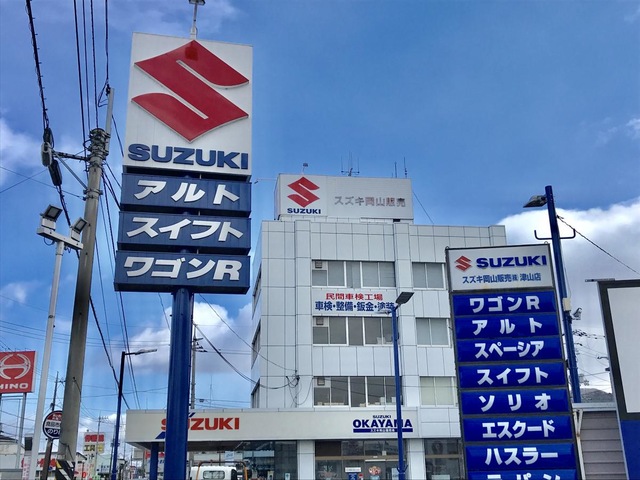 SUZUKI
アルト
スイフト
ワゴンR
SUZUKI
スズキ岡山販売
民間車検工場
車検・整備・鈑金・塗装
SUZUKI
スズキ岡山販売㈱ 津山店
ワゴンR
アルト
スペーシア
スイフト
ソリオ
エスクード
ハスラー
HINO
SUZUKI
SUZUKI
OKAYAMA